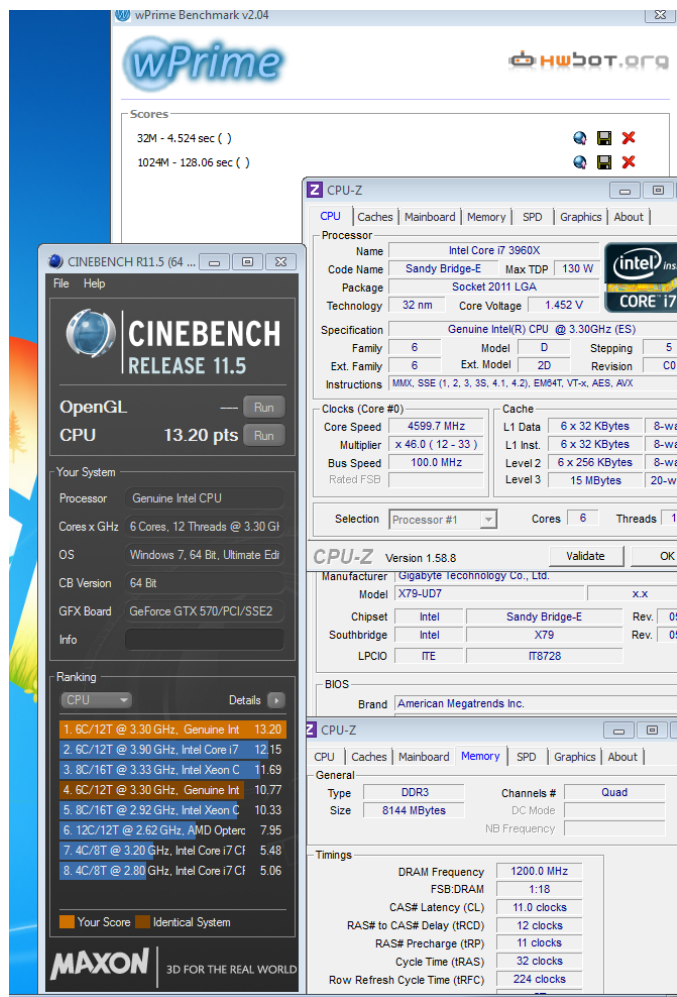 wPrime Benchmark v2.04
wPrime
HWBOT.org
Scores
32M - 4.524 sec ( )
1024M - 128.06 sec ( )
CPU-Z
CPU Caches Mainboard Memory SPD Graphics About
Processor
Name Intel Core i7 3960X
Code Name Sandy Bridge-E Max TDP 130 W
Package Socket 2011 LGA
Technology 32 nm Core Voltage 1.452 V
(intel) ins
CORE i7
Specification Genuine Intel(R) CPU @ 3.30GHz (ES)
Family 6 Model D Stepping 5
Ext. Family 6 Ext. Model 2D Revision C0
Instructions MMX, SSE (1, 2, 3, 3S, 4.1, 4.2), EM64T, VT-x, AES, AVX
Clocks (Core #0)
Core Speed 4599.7 MHz
Multiplier x 46.0 ( 12 - 33 )
Bus Speed 100.0 MHz
Rated FSB
Cache
L1 Data 6 x 32 KBytes 8-wa
L1 Inst. 6 x 32 KBytes 8-wa
Level 2 6 x 256 KBytes 8-wa
Level 3 15 MBytes 20-w
Selection Processor #1 Cores 6 Threads 1
CPU-Z Version 1.58.8 Validate OK
Manufacturer Gigabyte Tecohnology Co., Ltd.
Model X79-UD7 x.x
Chipset Intel Sandy Bridge-E Rev. 0
Southbridge Intel X79 Rev. 0
LPCIO ITE IT8728
BIOS
Brand American Megatrends Inc.
CPU-Z
CPU Caches Mainboard Memory SPD Graphics About
General
Type DDR3 Channels # Quad
Size 8144 MBytes DC Mode
NB Frequency
Timings
DRAM Frequency 1200.0 MHz
FSB:DRAM 1:18
CAS# Latency (CL) 11.0 clocks
RAS# to CAS# Delay (tRCD) 12 clocks
RAS# Precharge (tRP) 11 clocks
Cycle Time (tRAS) 32 clocks
Row Refresh Cycle Time (tRFC) 224 clocks
CINEBENCH R11.5 (64 ...
File Help
CINEBENCH
RELEASE 11.5
OpenGL --- Run
CPU 13.20 pts Run
Your System
Processor Genuine Intel CPU
Cores x GHz 6 Cores, 12 Threads @ 3.30 GH
OS Windows 7, 64 Bit, Ultimate Edi
CB Version 64 Bit
GFX Board GeForce GTX 570/PCI/SSE2
Info
Ranking
CPU Details
1. 6C/12T @ 3.30 GHz, Genuine Int 13.20
2. 6C/12T @ 3.90 GHz, Intel Core i7 12.15
3. 8C/16T @ 3.33 GHz, Intel Xeon C 11.69
4. 6C/12T @ 3.30 GHz, Genuine Int 10.77
5. 8C/16T @ 2.92 GHz, Intel Xeon C 10.33
6. 12C/12T @ 2.62 GHz, AMD Optero 7.95
7. 4C/8T @ 3.20 GHz, Intel Core i7 CF 5.48
8. 4C/8T @ 2.80 GHz, Intel Core i7 CF 5.06
Your Score Identical System
MAXON 3D FOR THE REAL WORLD